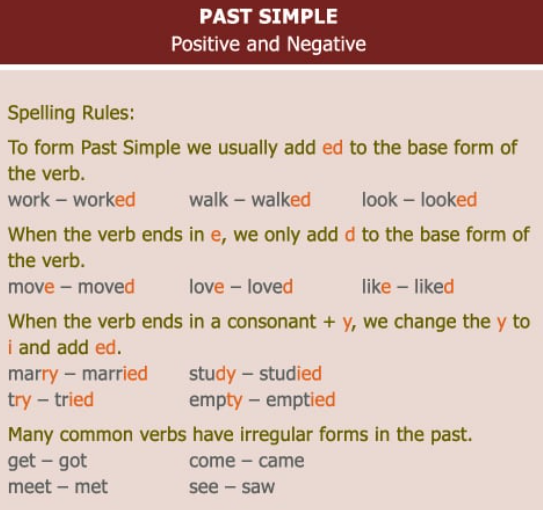 PAST SIMPLE
Positive and Negative
Spelling Rules:
To form Past Simple we usually add ed to the base form of
the verb.
work – worked walk – walked look – looked
When the verb ends in e, we only add d to the base form of
the verb.
move – moved love – loved like – liked
When the verb ends in a consonant + y, we change the y to
i and add ed.
marry – married study – studied
try – tried empty – emptied
Many common verbs have irregular forms in the past.
get – got come – came
meet – met see – saw